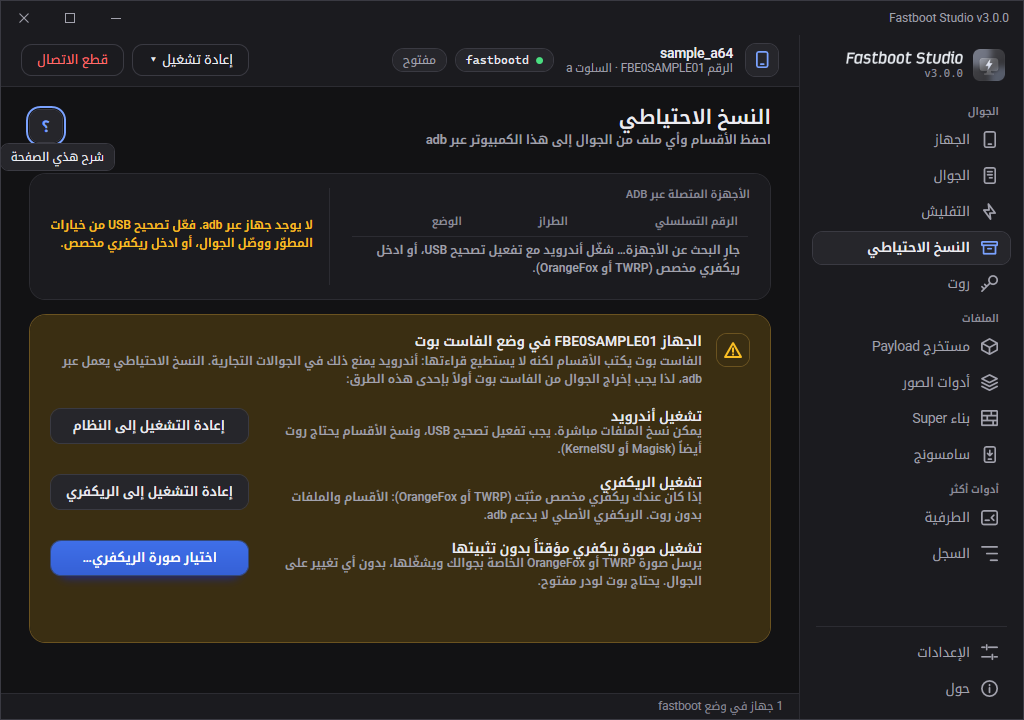 Fastboot Studio v3.0.0
Fastboot Studio
v3.0.0
الجوال
الجهاز
الجوال
التفليش
النسخ الاحتياطي
روت
الملفات
مستخرج Payload
أدوات الصور
بناء Super
سامسونج
أدوات أكثر
الطرفية
السجل
الإعدادات
حول
sample_a64
الرقم FBE0SAMPLE01 · السلوت a
fastbootd
مفتوح
إعادة تشغيل
قطع الاتصال
النسخ الاحتياطي
احفظ الأقسام وأي ملف من الجوال إلى هذا الكمبيوتر عبر adb
؟
شرح هذي الصفحة
الأجهزة المتصلة عبر ADB
الرقم التسلسلي الطراز الوضع
جارٍ البحث عن الأجهزة... شغّل أندرويد مع تفعيل تصحيح USB، أو ادخل
ريكفري مخصص (TWRP أو OrangeFox).
لا يوجد جهاز عبر adb. فعّل تصحيح USB من خيارات
المطوّر ووصّل الجوال، أو ادخل ريكفري مخصص.
الجهاز FBE0SAMPLE01 في وضع الفاست بوت
الفاست بوت يكتب الأقسام لكنه لا يستطيع قراءتها: أندرويد يمنع ذلك في الجوالات التجارية. النسخ الاحتياطي يعمل عبر
adb، لذا يجب إخراج الجوال من الفاست بوت أولاً بإحدى هذه الطرق:
تشغيل أندرويد
يمكن نسخ الملفات مباشرة. يجب تفعيل تصحيح USB، ونسخ الأقسام يحتاج روت
أيضاً (Magisk أو KernelSU).
إعادة التشغيل إلى النظام
تشغيل الريكفري
إذا كان عندك ريكفري مخصص مثبّت (TWRP أو OrangeFox): الأقسام والملفات
بدون روت. الريكفري الأصلي لا يدعم adb.
إعادة التشغيل إلى الريكفري
تشغيل صورة ريكفري مؤقتاً بدون تثبيتها
يرسل صورة TWRP أو OrangeFox الخاصة بجوالك ويشغّلها، بدون أي تغيير على
الجوال. يحتاج بوت لودر مفتوح.
اختيار صورة الريكفري...
1 جهاز في وضع fastboot